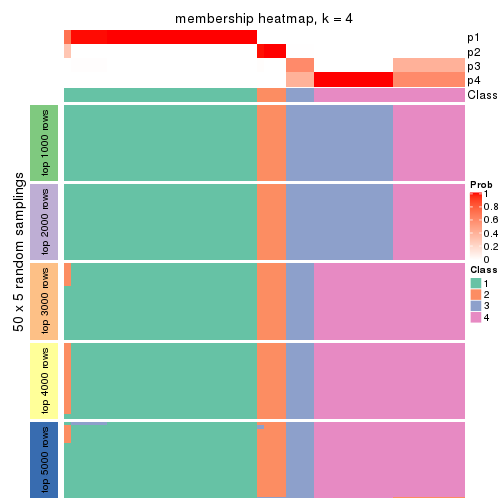 membership heatmap, k = 4
p1
p2
p3
p4
Class
50 x 5 random samplings
top 1000 rows
top 2000 rows
top 3000 rows
top 4000 rows
top 5000 rows
Prob
1
0.8
0.6
0.4
0.2
0
Class
1
2
3
4